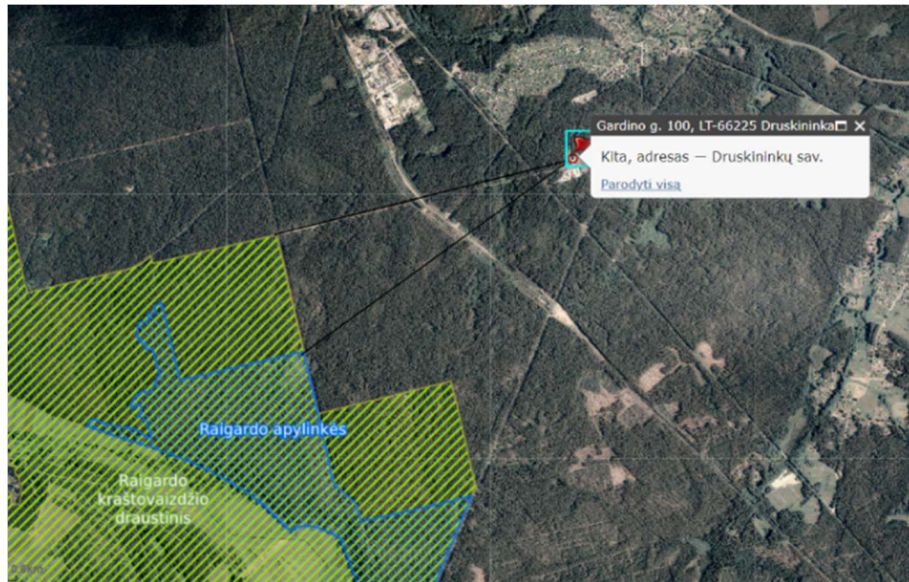 Gardino g. 100, LT-66225 Druskininka
Kita, adresas — Druskininkų sav.
Parodyti visą
Raigardo apylinkės
Raigardo
kraštovaizdžio
draustinis